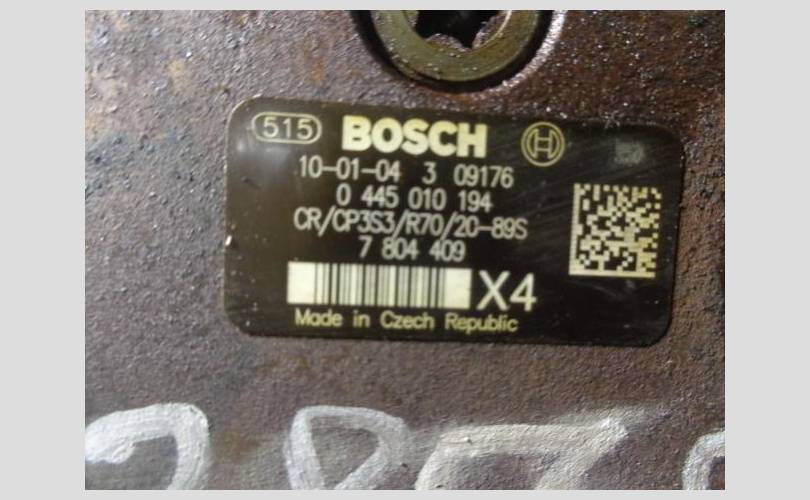 515 BOSCH
10-01-04 3 09176
0 445 010 194
CR/CP3S3/R70/20-89S
7 804 409
X4
Made in Czech Republic